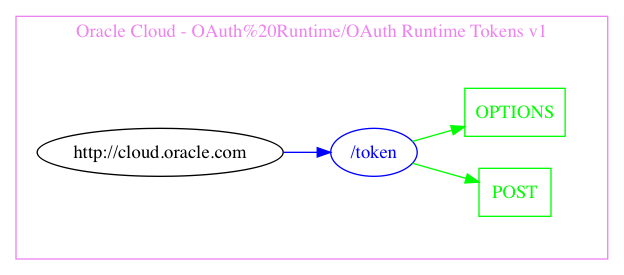 Oracle Cloud - OAuth%20Runtime/OAuth Runtime Tokens v1
OPTIONS
http://cloud.oracle.com
/token
POST